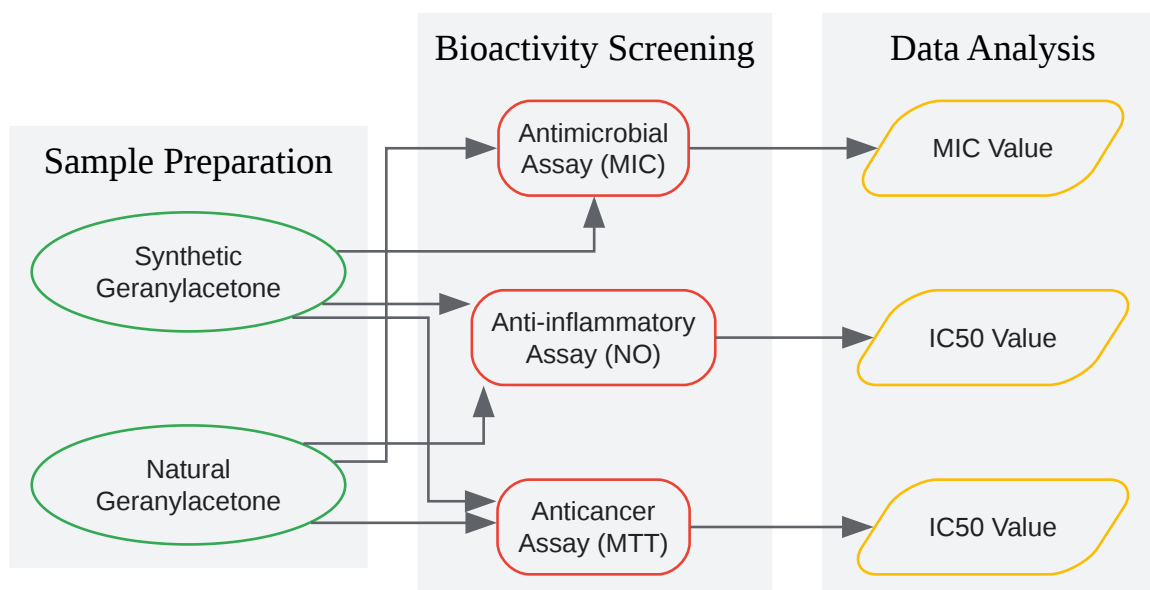 Sample Preparation
Synthetic
Geranylacetone
Natural
Geranylacetone
Bioactivity Screening
Antimicrobial
Assay (MIC)
Anti-inflammatory
Assay (NO)
Anticancer
Assay (MTT)
Data Analysis
MIC Value
IC50 Value
IC50 Value